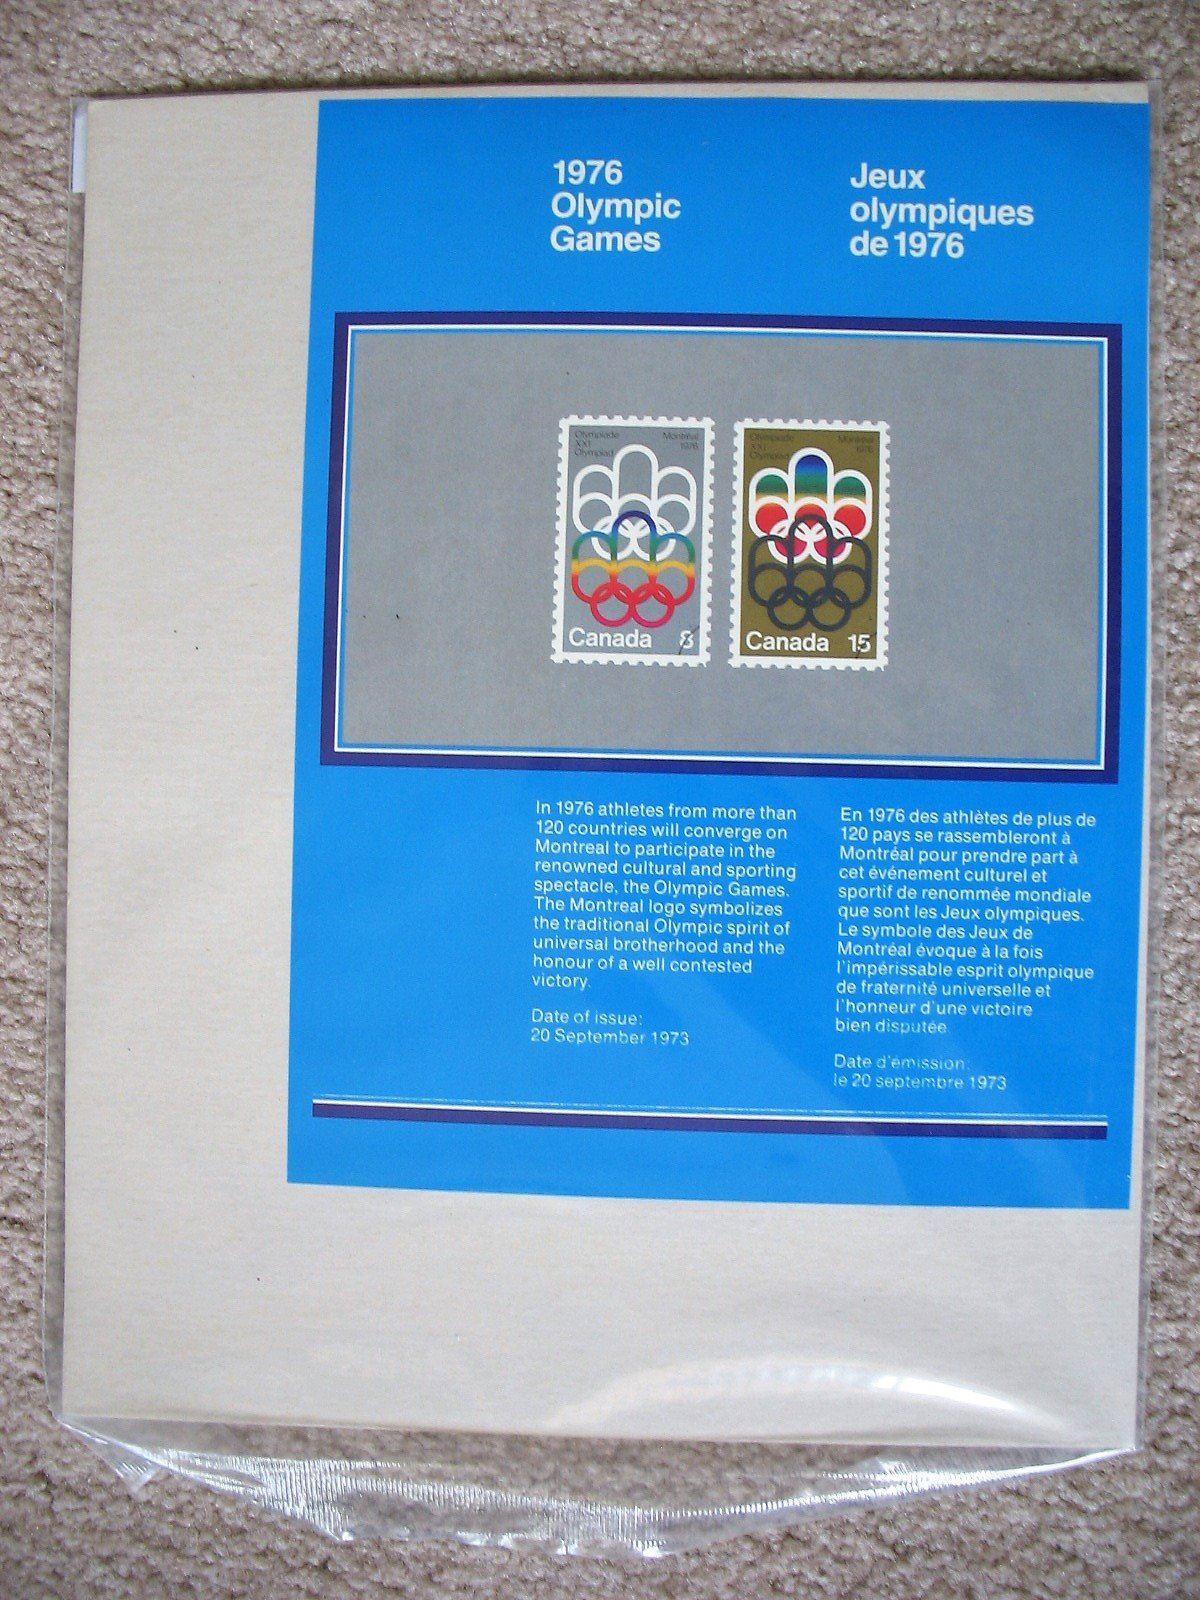 1976
Olympic
Games
Jeux
olympiques
de 1976
Olympiade
XXI
Olympiad
Montréal
1976
Canada 8
Olympiade
XXI
Olympiad
Montréal
1976
Canada 15
In 1976 athletes from more than
120 countries will converge on
Montreal to participate in the
renowned cultural and sporting
spectacle, the Olympic Games.
The Montreal logo symbolizes
the traditional Olympic spirit of
universal brotherhood and the
honour of a well contested
victory.
Date of issue:
20 September 1973
En 1976 des athlètes de plus de
120 pays se rassembleront à
Montréal pour prendre part à
cet événement culturel et
sportif de renommée mondiale
que sont les Jeux olympiques.
Le symbole des Jeux de
Montréal évoque à la fois
l'impérissable esprit olympique
de fraternité universelle et
l'honneur d'une victoire
bien disputée.
Date d'émission:
le 20 septembre 1973